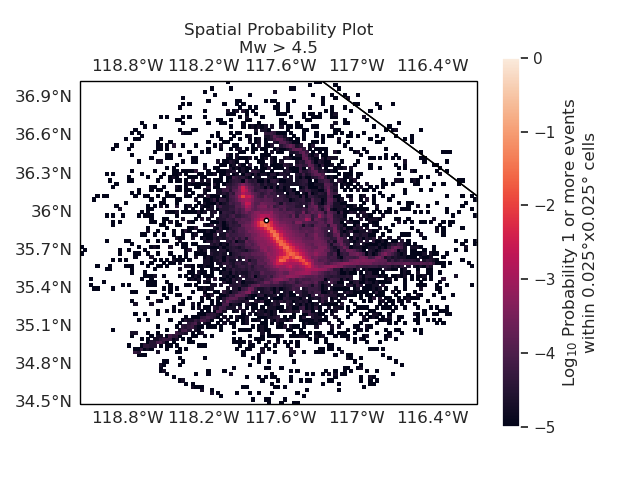 Spatial Probability Plot
Mw > 4.5
118.8°W 118.2°W 117.6°W 117°W 116.4°W
36.9°N
36.6°N
36.3°N
36°N
35.7°N
35.4°N
35.1°N
34.8°N
34.5°N
118.8°W 118.2°W 117.6°W 117°W 116.4°W
0
−1
−2
−3
−4
−5
Log₁₀ Probability 1 or more events
within 0.025°x0.025° cells